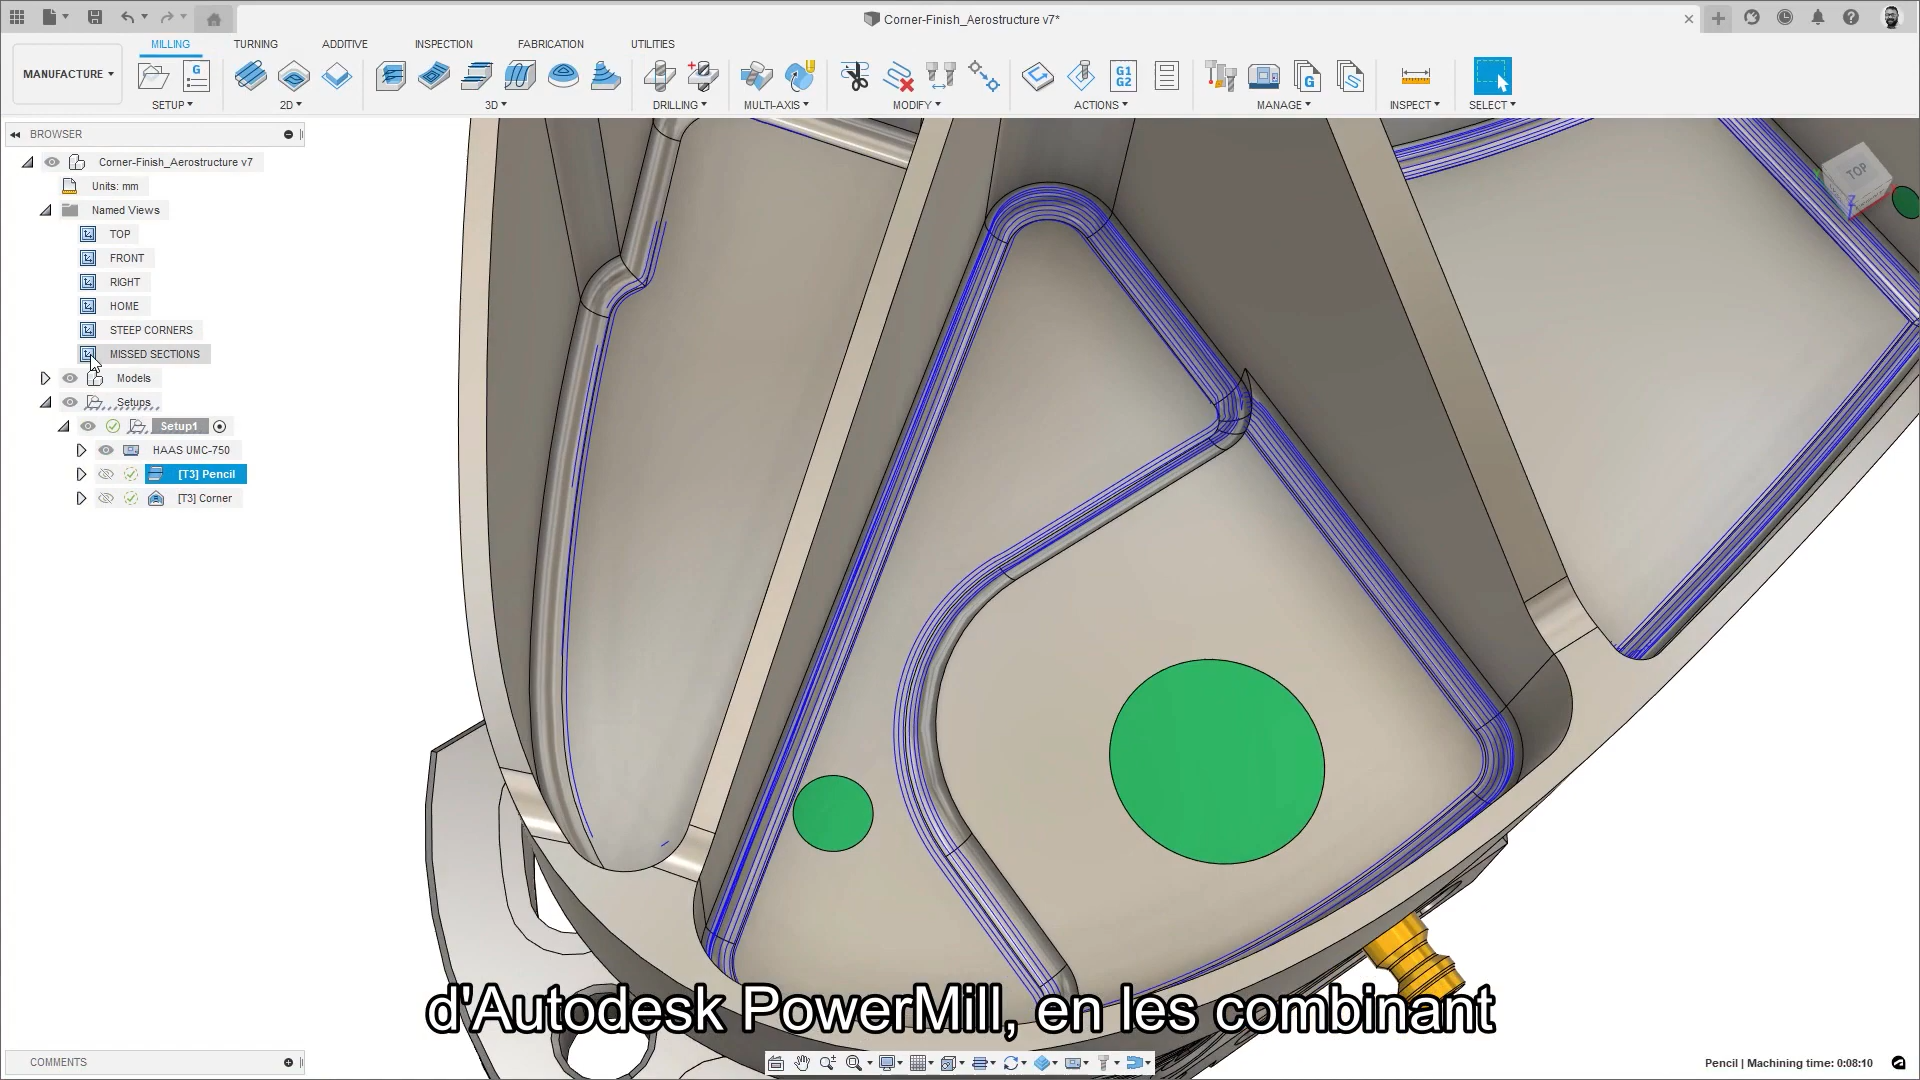 Corner-Finish_Aerostructure v7*
MILLING TURNING ADDITIVE INSPECTION FABRICATION UTILITIES
MANUFACTURE
G
G1
G2
G
SETUP 2D 3D DRILLING MULTI-AXIS MODIFY ACTIONS MANAGE INSPECT SELECT
BROWSER
Corner-Finish_Aerostructure v7
Units: mm
Named Views
TOP
FRONT
RIGHT
HOME
STEEP CORNERS
MISSED SECTIONS
Models
Setups
Setup1
HAAS UMC-750
[T3] Pencil
[T3] Corner
TOP
Z
d'Autodesk PowerMill, en les combinant
COMMENTS
Pencil | Machining time: 0:08:10